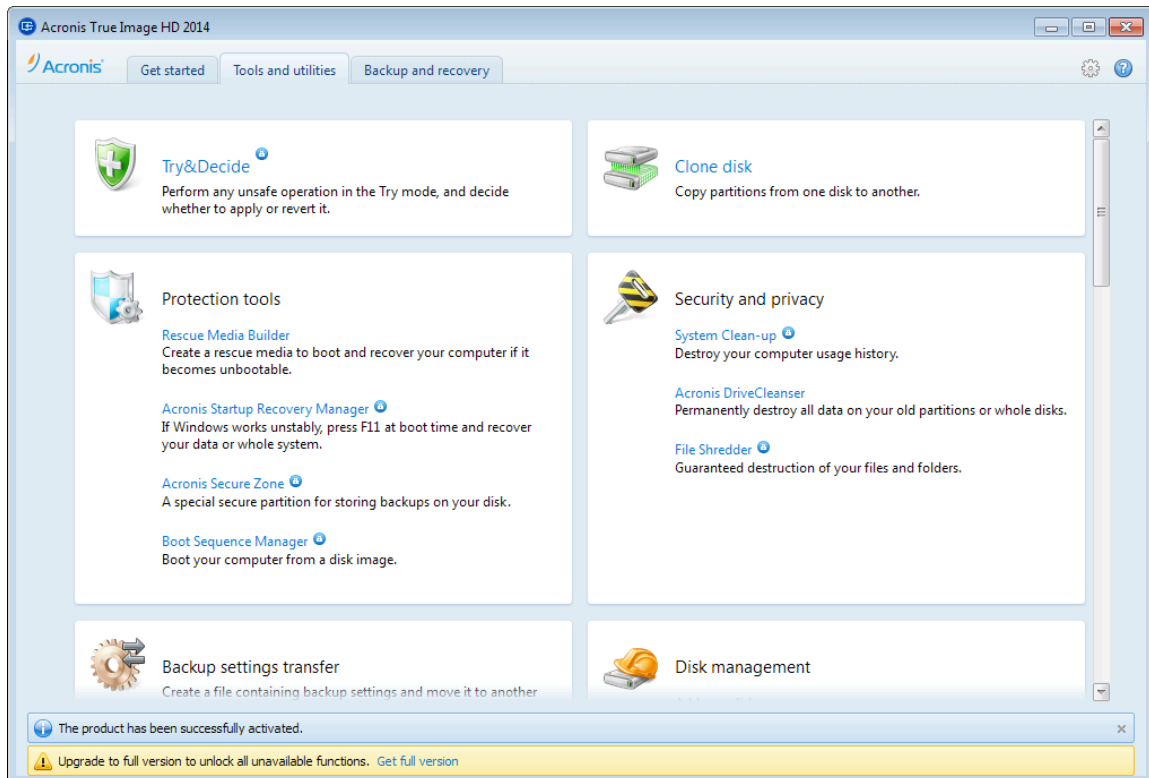 Acronis True Image HD 2014
Acronis
Get started
Tools and utilities
Backup and recovery
Try&Decide
Perform any unsafe operation in the Try mode, and decide
whether to apply or revert it.
Clone disk
Copy partitions from one disk to another.
Protection tools
Rescue Media Builder
Create a rescue media to boot and recover your computer if it
becomes unbootable.
Acronis Startup Recovery Manager
If Windows works unstably, press F11 at boot time and recover
your data or whole system.
Acronis Secure Zone
A special secure partition for storing backups on your disk.
Boot Sequence Manager
Boot your computer from a disk image.
Security and privacy
System Clean-up
Destroy your computer usage history.
Acronis DriveCleanser
Permanently destroy all data on your old partitions or whole disks.
File Shredder
Guaranteed destruction of your files and folders.
Backup settings transfer
Create a file containing backup settings and move it to another
Disk management
The product has been successfully activated.
Upgrade to full version to unlock all unavailable functions. Get full version